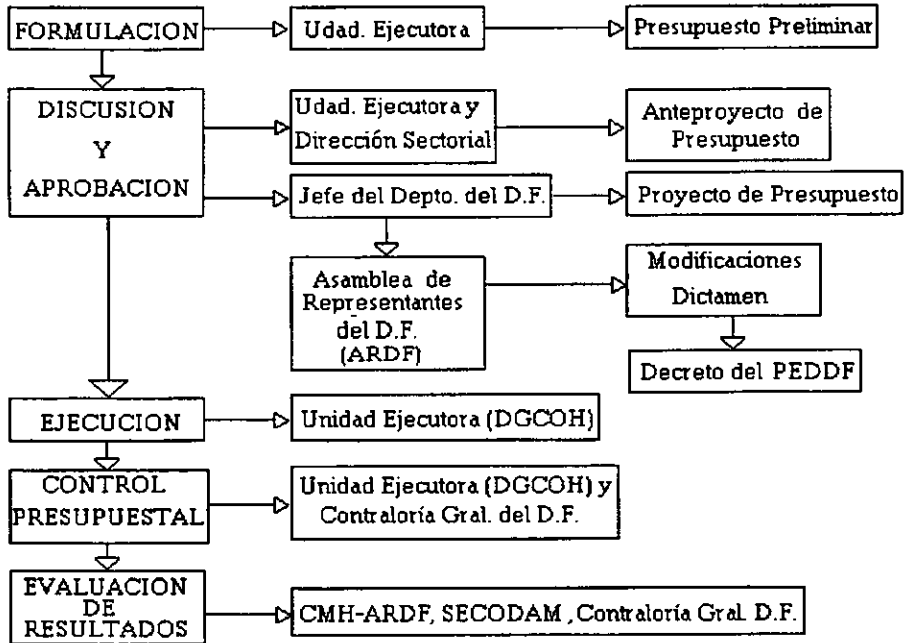 FORMULACION
Udad. Ejecutora
Presupuesto Preliminar
DISCUSION
Y
APROBACION
Udad. Ejecutora y
Dirección Sectorial
Anteproyecto de
Presupuesto
Jefe del Depto. del D.F.
Proyecto de Presupuesto
Asamblea de
Representantes
del D.F.
(ARDF)
Modificaciones
Dictamen
Decreto del PEDDF
EJECUCION
Unidad Ejecutora (DGCOH)
CONTROL
PRESUPUESTAL
Unidad Ejecutora (DGCOH) y
Contraloría Gral. del D.F.
EVALUACION
DE
RESULTADOS
CMH-ARDF, SECODAM , Contraloría Gral. D.F.